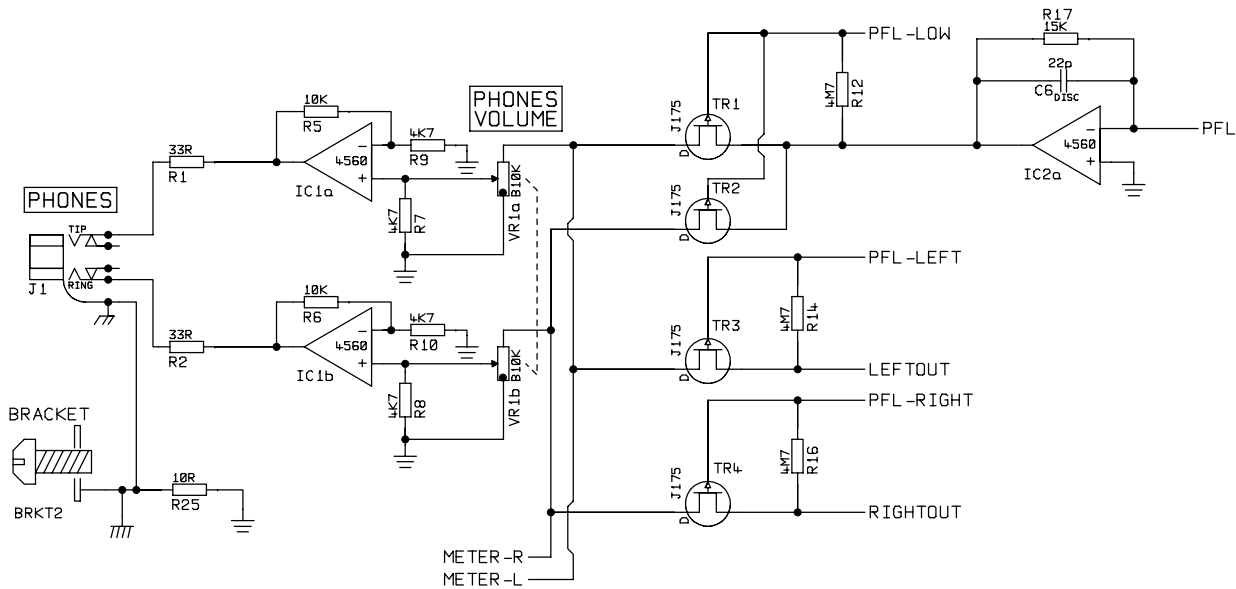 R17
15K
PFL-LOW
22p
C6 DISC
4M7
R12
PFL
4560
IC2a
10K
R5
PHONES
VOLUME
J175
TR1
D
33R
R1
4560
IC1a
4K7
R9
B10K
VR1a
4K7
R7
J175
TR2
D
PHONES
TIP
RING
J1
PFL-LEFT
J175
TR3
D
4M7
R14
LEFTOUT
10K
R6
33R
R2
4560
IC1b
4K7
R10
B10K
VR1b
4K7
R8
PFL-RIGHT
J175
TR4
D
4M7
R16
RIGHTOUT
BRACKET
BRKT2
10R
R25
METER-R
METER-L